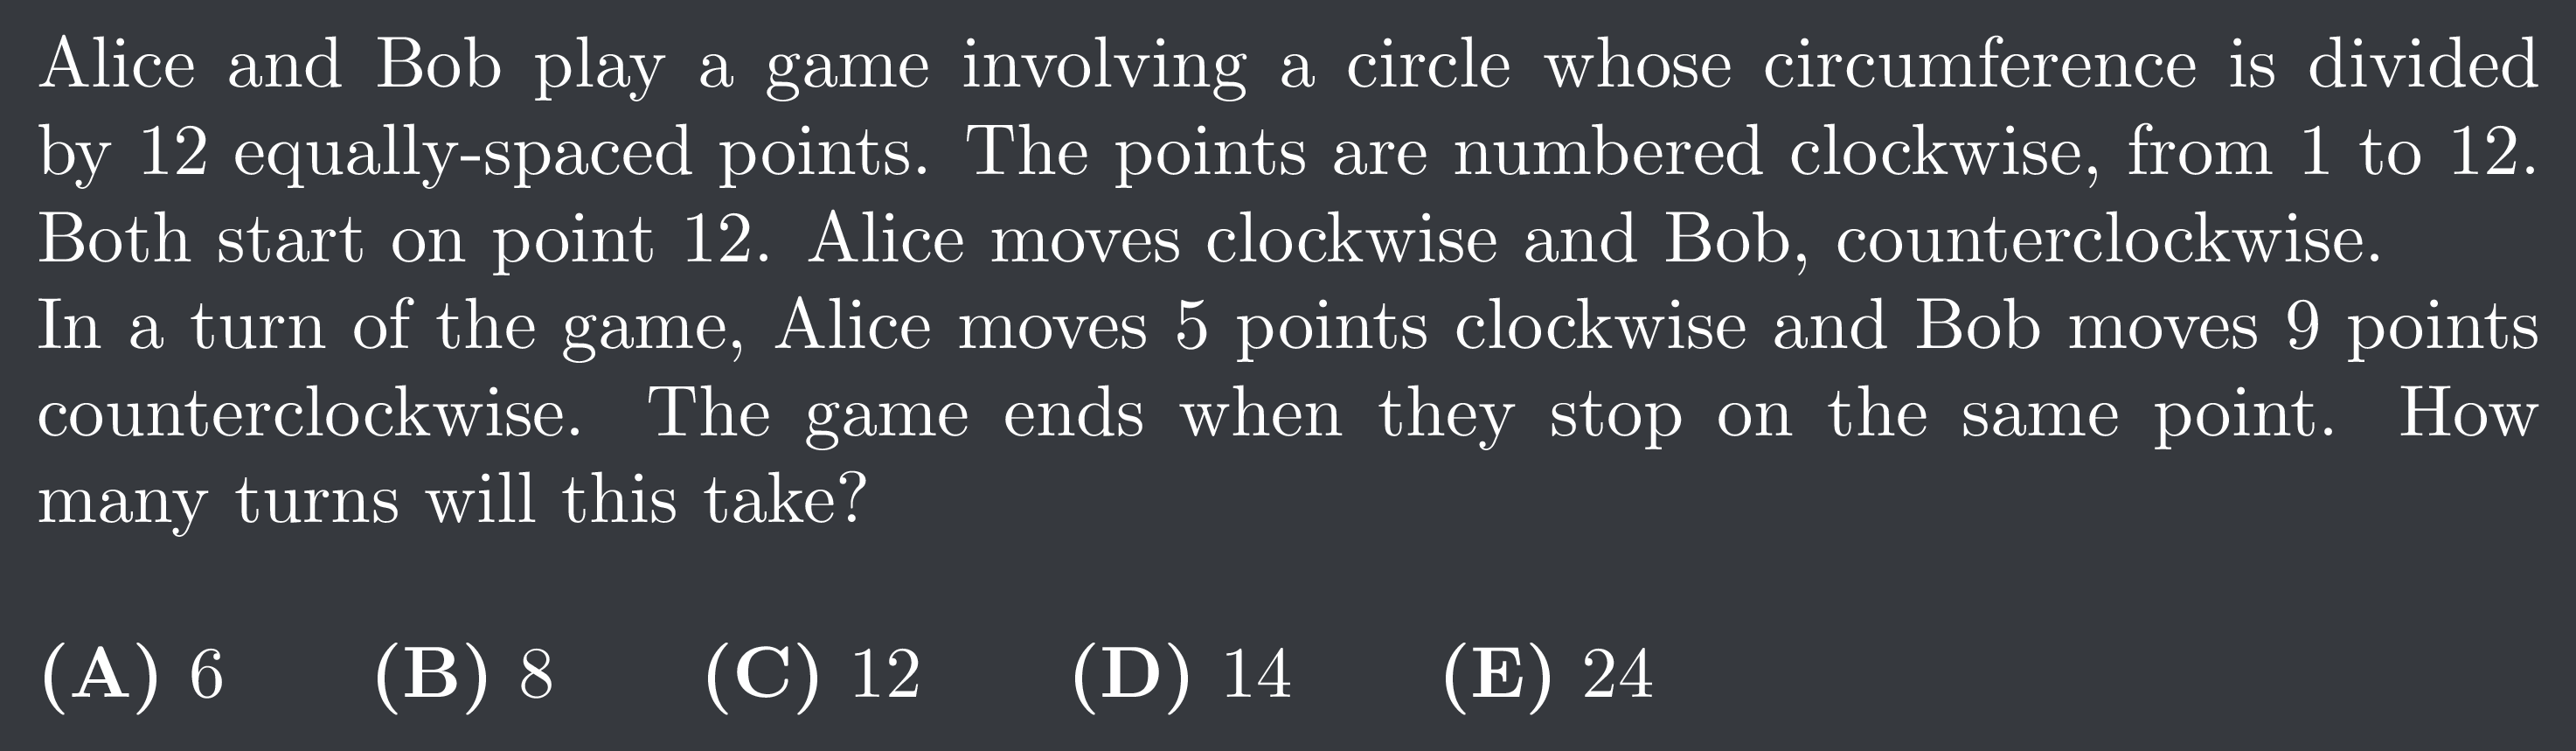 Alice and Bob play a game involving a circle whose circumference is divided
by 12 equally-spaced points. The points are numbered clockwise, from 1 to 12.
Both start on point 12. Alice moves clockwise and Bob, counterclockwise.
In a turn of the game, Alice moves 5 points clockwise and Bob moves 9 points
counterclockwise. The game ends when they stop on the same point. How
many turns will this take?
(A) 6 (B) 8 (C) 12 (D) 14 (E) 24